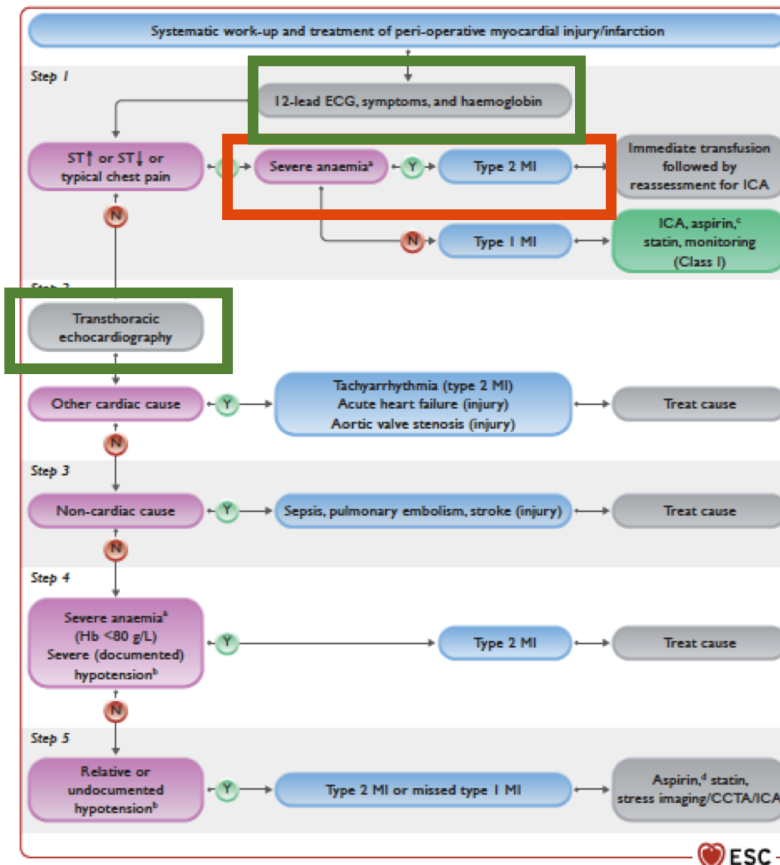 Systematic work-up and treatment of peri-operative myocardial injury/infarction
Step 1
12-lead ECG, symptoms, and haemoglobin
ST↑ or ST↓ or
typical chest pain
Severe anaemiaᵃ
Y
Type 2 MI
Immediate transfusion
followed by
reassessment for ICA
N
N
Type 1 MI
ICA, aspirin,ᶜ
statin, monitoring
(Class I)
Transthoracic
echocardiography
Other cardiac cause
Y
Tachyarrhythmia (type 2 MI)
Acute heart failure (injury)
Aortic valve stenosis (injury)
Treat cause
N
Step 3
Non-cardiac cause
Y
Sepsis, pulmonary embolism, stroke (injury)
Treat cause
N
Step 4
Severe anaemiaᵃ
(Hb <80 g/L)
Severe (documented)
hypotensionᵇ
Y
Type 2 MI
Treat cause
N
Step 5
Relative or
undocumented
hypotensionᵇ
Y
Type 2 MI or missed type 1 MI
Aspirin,ᵈ statin,
stress imaging/CCTA/ICA
ESC